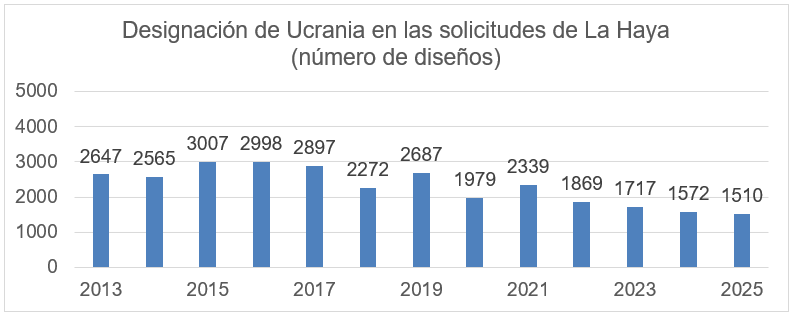 Designación de Ucrania en las solicitudes de La Haya
(número de diseños)
5000
4000
3000
2000
1000
0
2647 2565 3007 2998 2897 2272 2687 1979 2339 1869 1717 1572 1510
2013 2015 2017 2019 2021 2023 2025